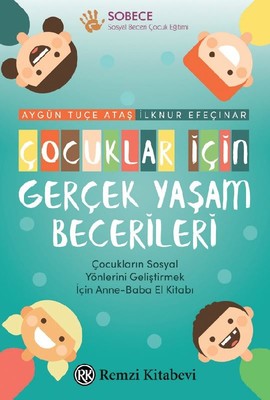 SOBECE
Sosyal Beceri Çocuk Eğitimi
AYGÜN TUÇE ATAŞ İLKNUR EFEÇINAR
ÇOCUKLAR İÇİN
GERÇEK YAŞAM
BECERİLERİ
Çocukların Sosyal
Yönlerini Geliştirmek
İçin Anne-Baba El Kitabı
RK Remzi Kitabevi